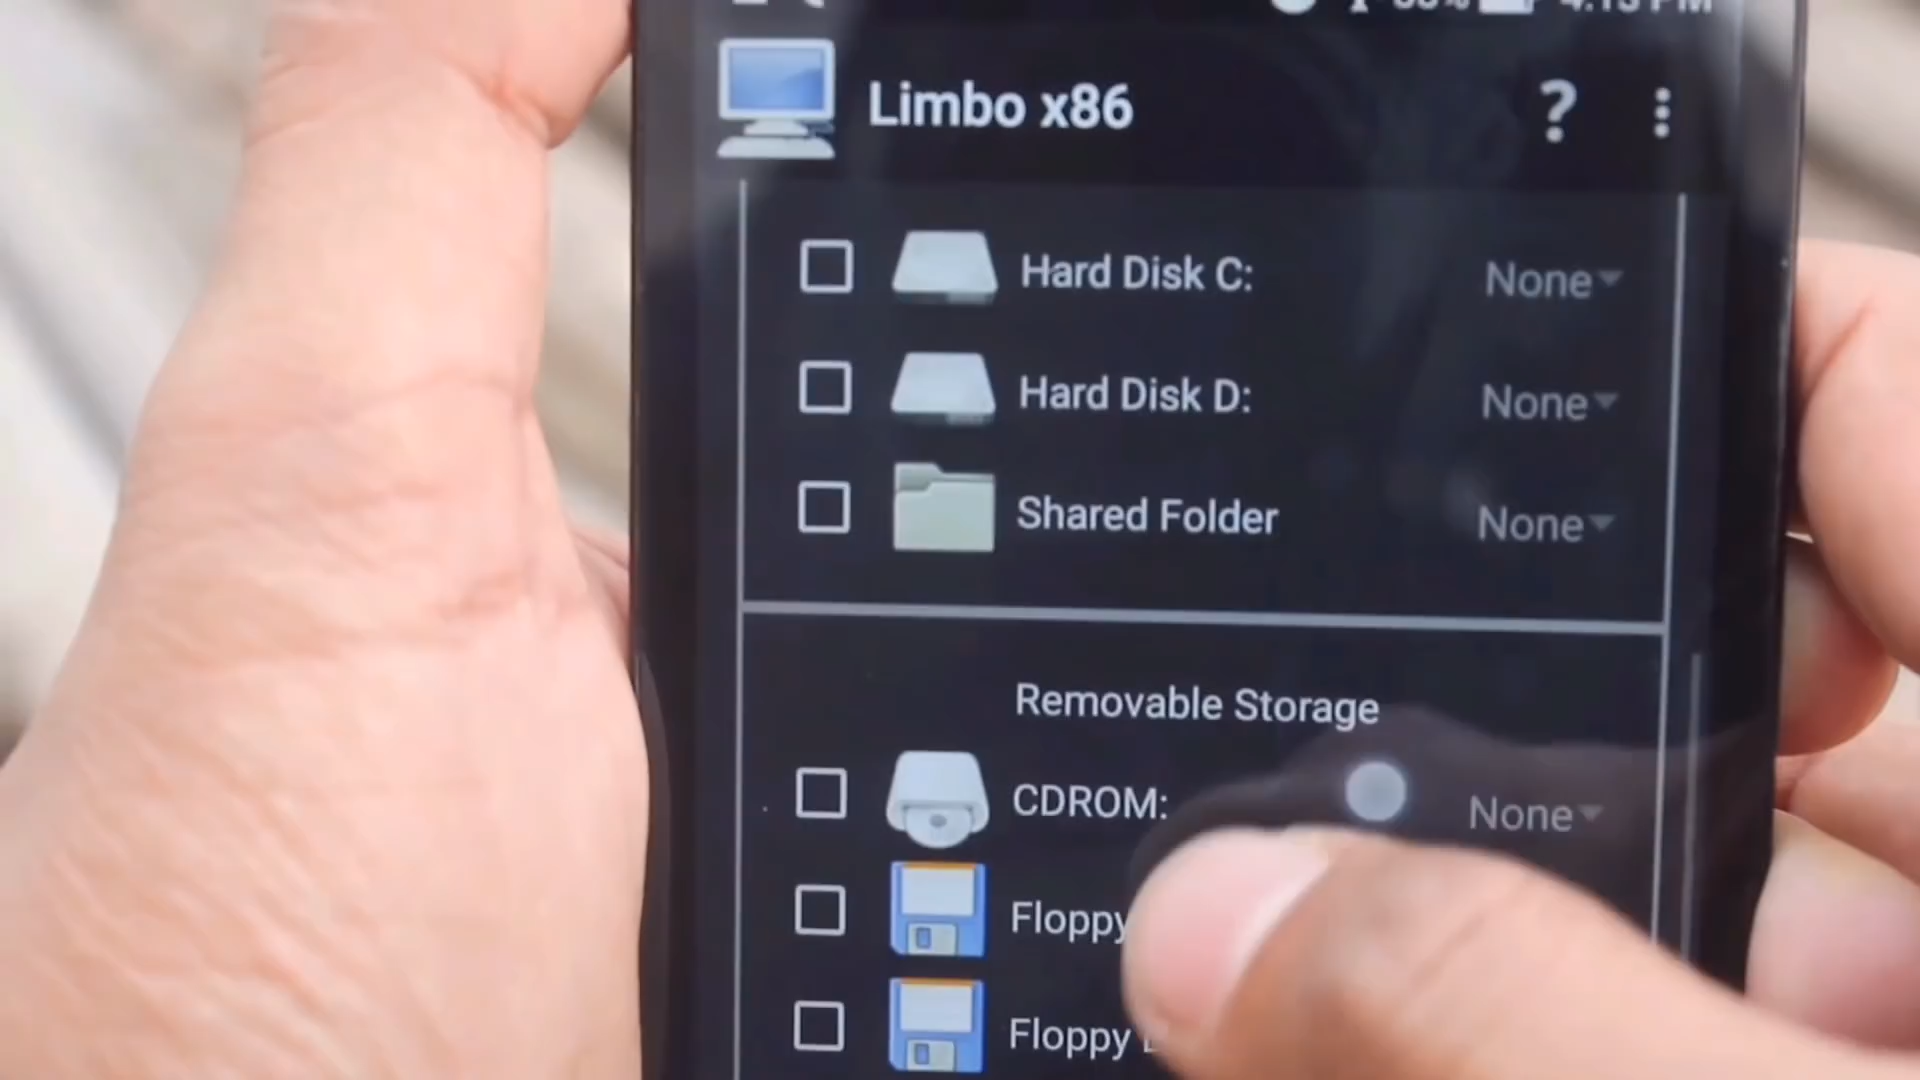 Limbo x86 ?
Hard Disk C: None
Hard Disk D: None
Shared Folder None
Removable Storage
CDROM: None
Floppy
Floppy